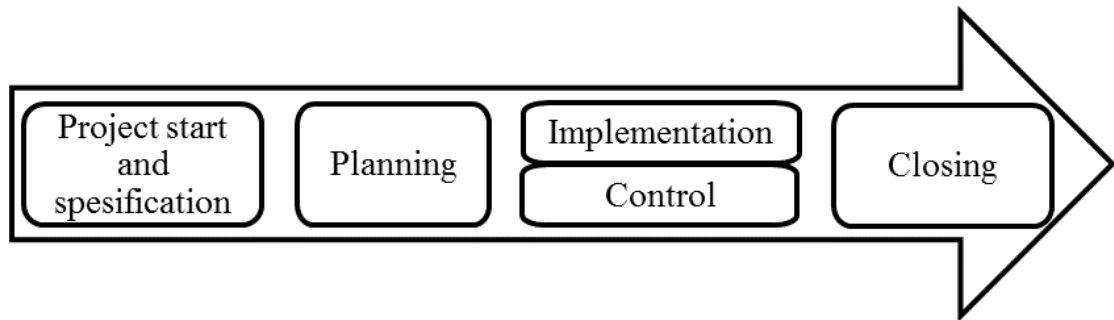 Project start
and
spesification
Planning
Implementation
Control
Closing